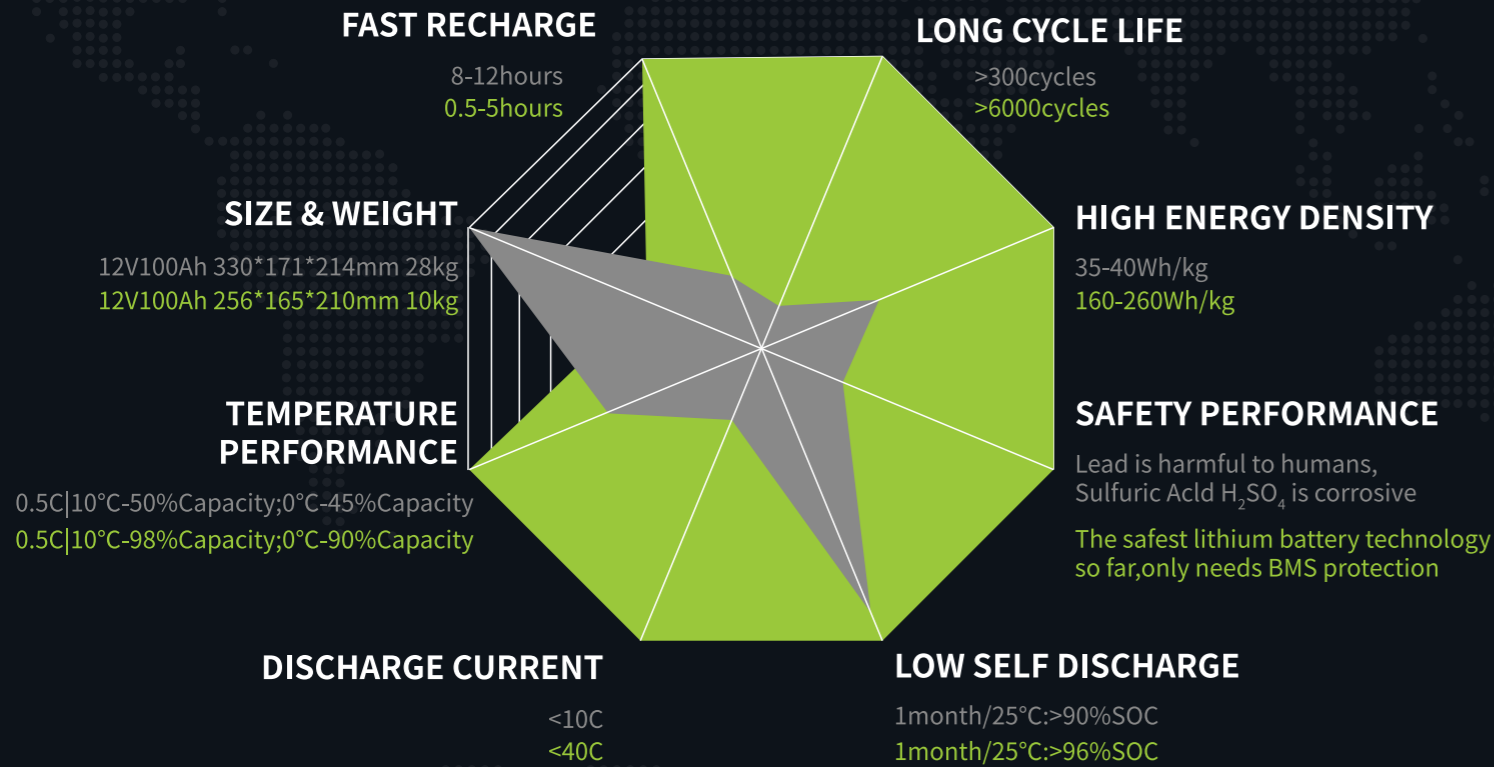 FAST RECHARGE
8-12hours
0.5-5hours
LONG CYCLE LIFE
>300cycles
>6000cycles
SIZE & WEIGHT
12V100Ah 330*171*214mm 28kg
12V100Ah 256*165*210mm 10kg
HIGH ENERGY DENSITY
35-40Wh/kg
160-260Wh/kg
TEMPERATURE
PERFORMANCE
0.5C|10°C-50%Capacity;0°C-45%Capacity
0.5C|10°C-98%Capacity;0°C-90%Capacity
SAFETY PERFORMANCE
Lead is harmful to humans,
Sulfuric Acld H₂SO₄ is corrosive
The safest lithium battery technology
so far,only needs BMS protection
DISCHARGE CURRENT
<10C
<40C
LOW SELF DISCHARGE
1month/25°C:>90%SOC
1month/25°C:>96%SOC